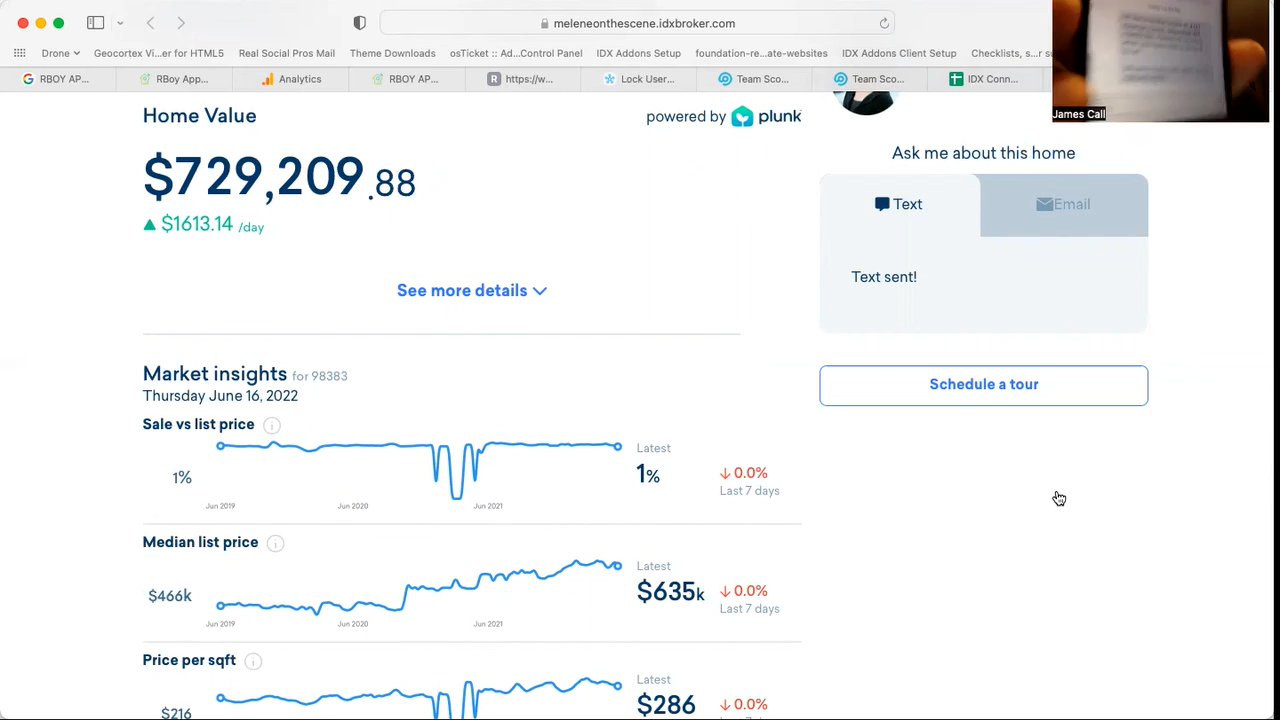 meleneonthescene.idxbroker.com
Drone Geocortex Vi...er for HTML5 Real Social Pros Mail Theme Downloads osTicket :: Ad...Control Panel IDX Addons Setup foundation-re...ate-websites IDX Addons Client Setup Checklists, s...r su
RBOY AP... RBoy App... Analytics RBOY AP... https://w... Lock User... Team Sco... Team Sco... IDX Conn...
James Call
Home Value
powered by plunk
$729,209.88
$1613.14 /day
See more details
Ask me about this home
Text Email
Text sent!
Schedule a tour
Market insights for 98383
Thursday June 16, 2022
Sale vs list price
1%
Jun 2019 Jun 2020 Jun 2021
Latest
1%
0.0%
Last 7 days
Median list price
$466k
Jun 2019 Jun 2020 Jun 2021
Latest
$635k
0.0%
Last 7 days
Price per sqft
$216
Latest
$286
0.0%